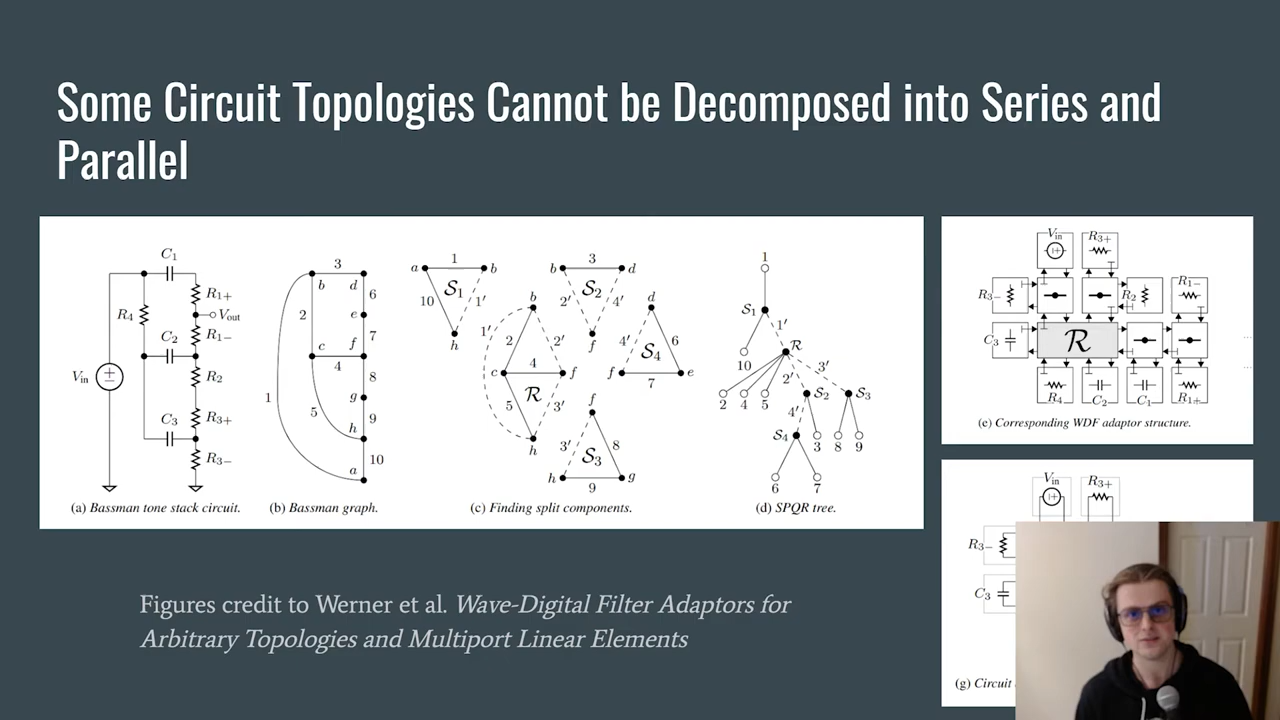 Some Circuit Topologies Cannot be Decomposed into Series and
Parallel
C1
R1+
Vout
R4
R1-
C2
Vin
R2
C3
R3+
R3-
(a) Bassman tone stack circuit.
3
b
d
6
2
e
7
c
f
4
1
8
5
g
9
h
10
a
(b) Bassman graph.
1
a
b
S1
10
1′
h
3
b
d
S2
2′
4′
f
b
1′
2
2′
c
4
f
R
5
3′
h
d
4′
6
S4
f
7
e
f
3′
8
S3
h
9
g
(c) Finding split components.
1
S1
1′
R
10
2′
3′
2
4
5
S2
S3
4′
S4
3
8
9
6
7
(d) SPQR tree.
Vin
R3+
R3-
R2
R1-
C3
R
R4
C2
C1
R1+
(e) Corresponding WDF adaptor structure.
Vin
R3+
R3-
C3
(g) Circuit
Figures credit to Werner et al. Wave-Digital Filter Adaptors for
Arbitrary Topologies and Multiport Linear Elements